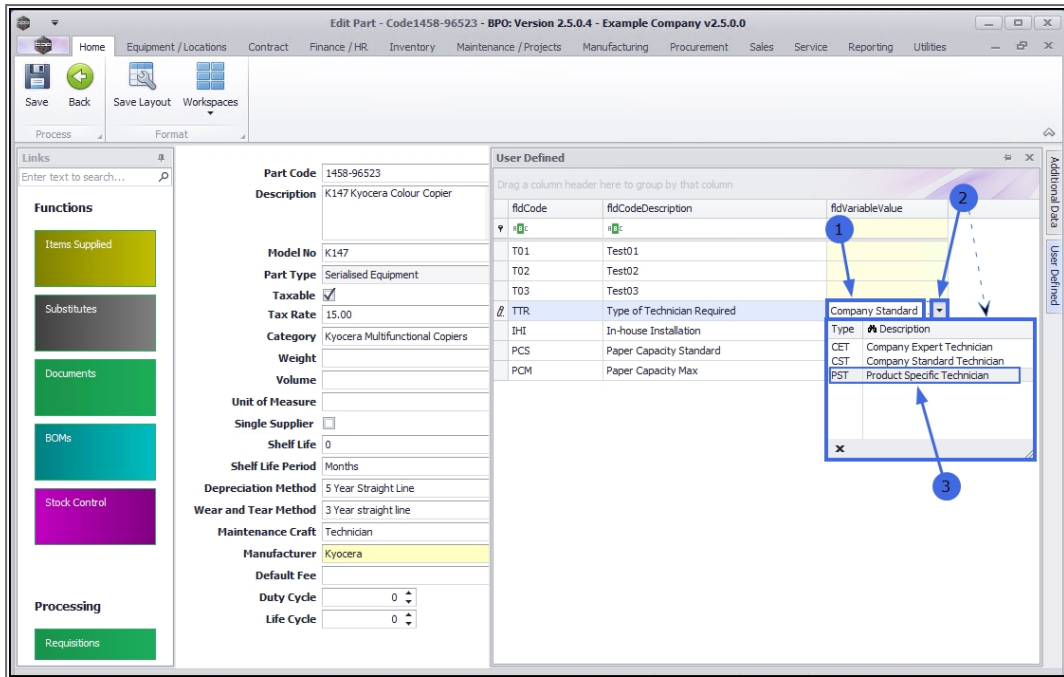 Edit Part - Code1458-96523 - BPO: Version 2.5.0.4 - Example Company v2.5.0.0
Home Equipment / Locations Contract Finance / HR Inventory Maintenance / Projects Manufacturing Procurement Sales Service Reporting Utilities
Save Back Save Layout Workspaces
Process Format
Links
Enter text to search...
Functions
Items Supplied
Substitutes
Documents
BOMs
Stock Control
Processing
Requisitions
Part Code 1458-96523
Description K147 Kyocera Colour Copier
Model No K147
Part Type Serialised Equipment
Taxable
Tax Rate 15.00
Category Kyocera Multifunctional Copiers
Weight
Volume
Unit of Measure
Single Supplier
Shelf Life 0
Shelf Life Period Months
Depreciation Method 5 Year Straight Line
Wear and Tear Method 3 Year straight line
Maintenance Craft Technician
Manufacturer Kyocera
Default Fee
Duty Cycle 0
Life Cycle 0
User Defined
Drag a column header here to group by that column
fldCode fldCodeDescription fldVariableValue
T01 Test01
T02 Test02
T03 Test03
TTR Type of Technician Required Company Standard
IHI In-house Installation
PCS Paper Capacity Standard
PCM Paper Capacity Max
Type Description
CET Company Expert Technician
CST Company Standard Technician
PST Product Specific Technician
1
2
3
Additional Data
User Defined